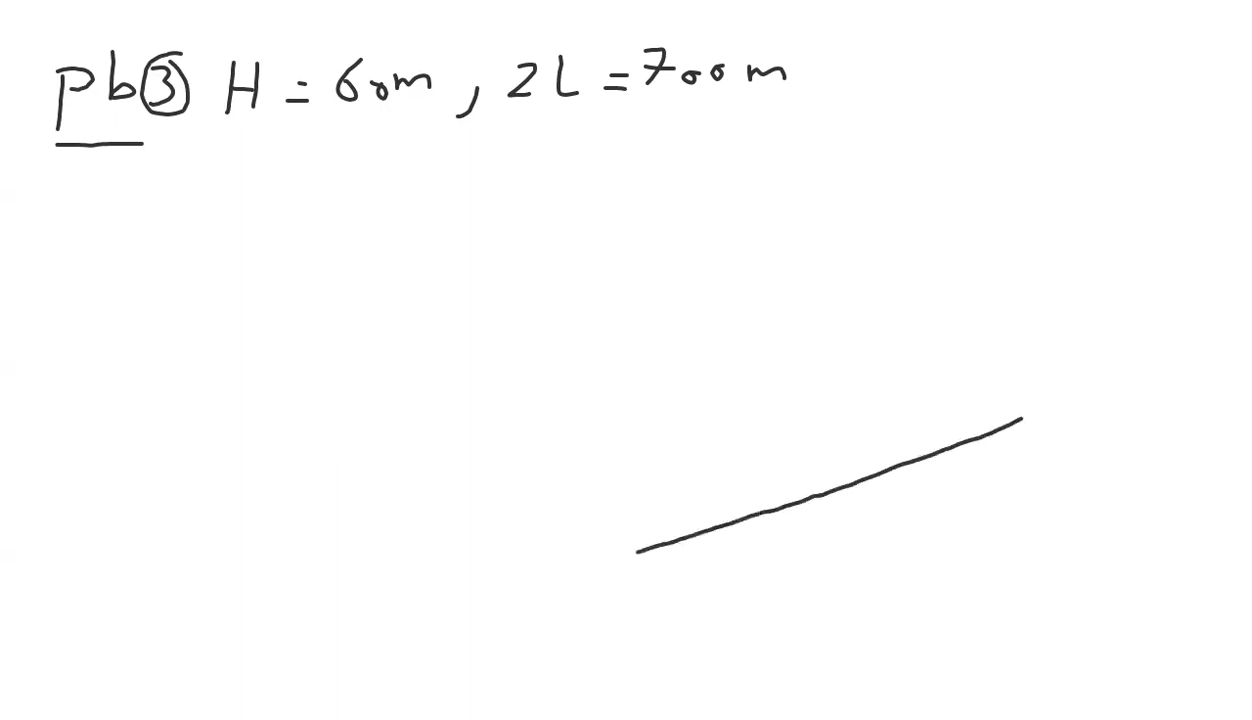 Pb③ H = 60m , 2L = 700 m